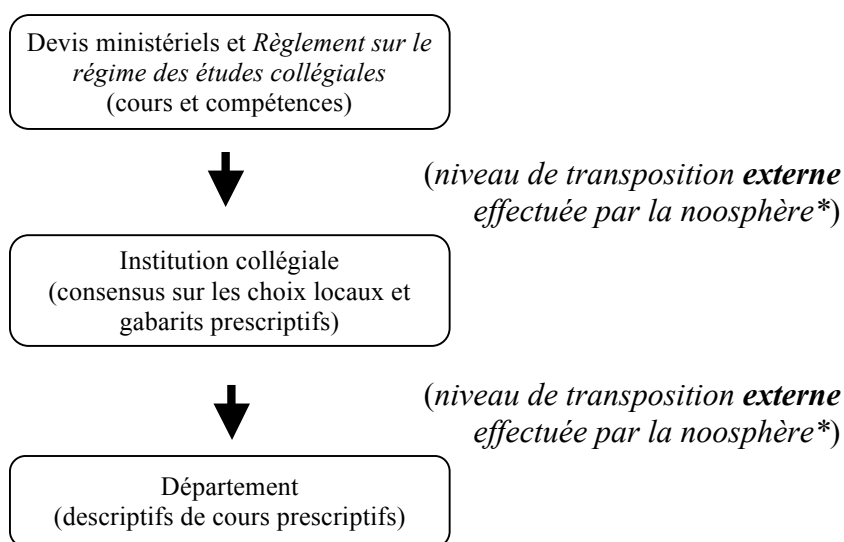 Devis ministériels et Règlement sur le
régime des études collégiales
(cours et compétences)
(niveau de transposition externe
effectuée par la noosphère*)
Institution collégiale
(consensus sur les choix locaux et
gabarits prescriptifs)
(niveau de transposition externe
effectuée par la noosphère*)
Département
(descriptifs de cours prescriptifs)